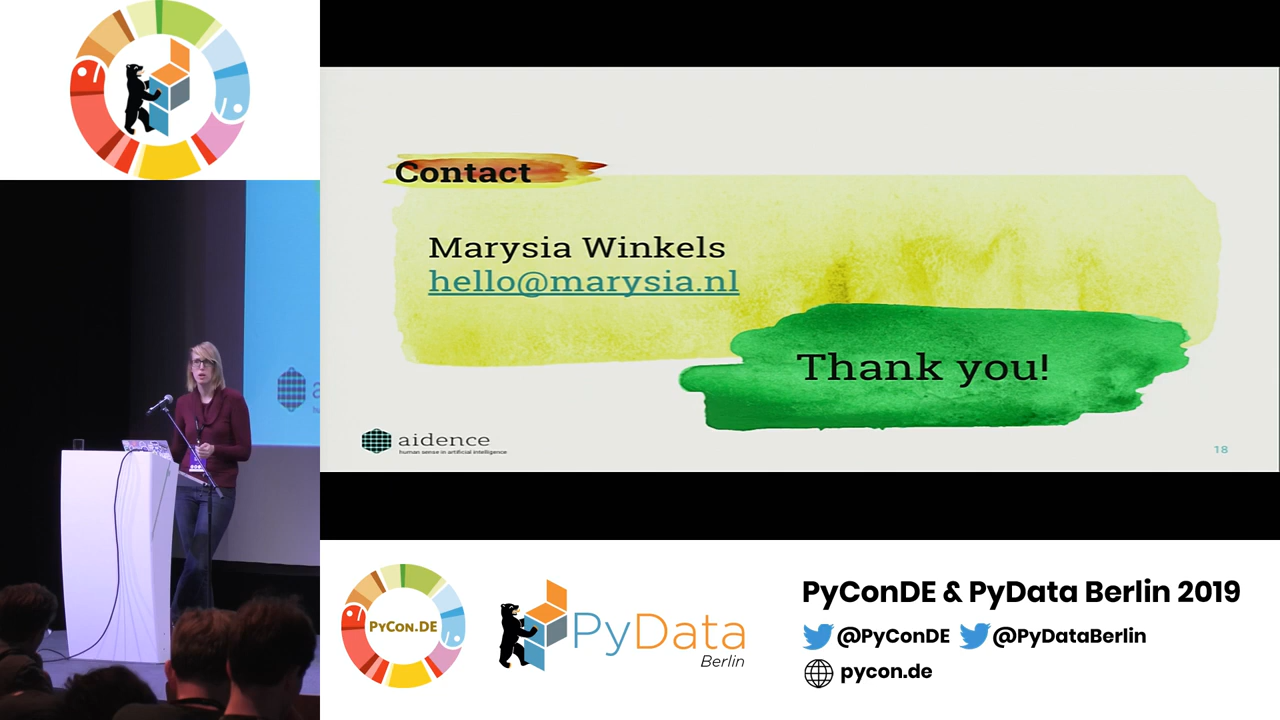 Contact
Marysia Winkels
hello@marysia.nl
Thank you!
aidence
human sense in artificial intelligence
18
PyCon.DE
PyData
Berlin
PyConDE & PyData Berlin 2019
@PyConDE @PyDataBerlin
pycon.de